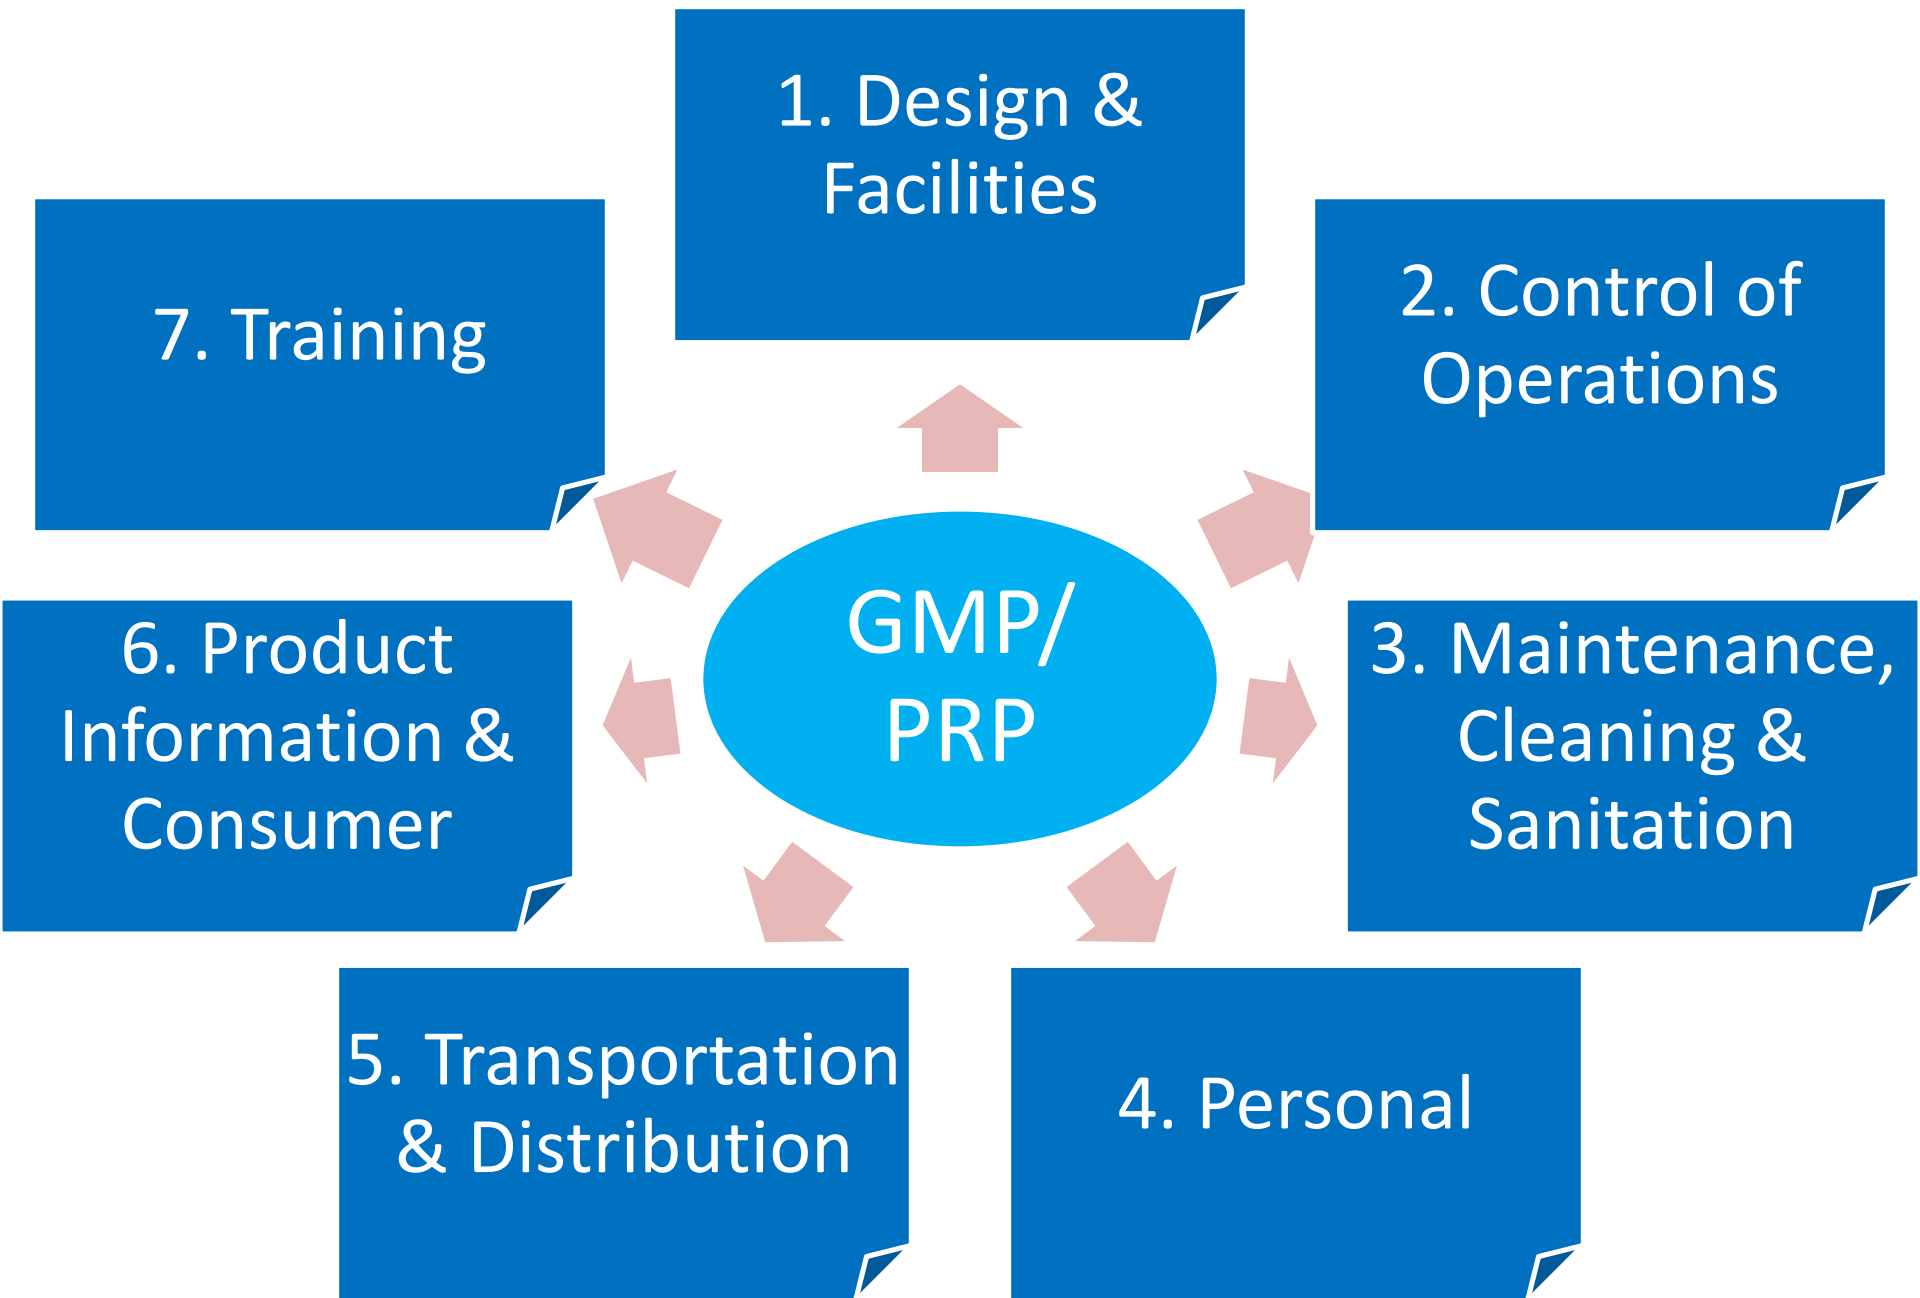 1. Design &
Facilities
2. Control of
Operations
3. Maintenance,
Cleaning &
Sanitation
4. Personal
5. Transportation
& Distribution
6. Product
Information &
Consumer
7. Training
GMP/
PRP